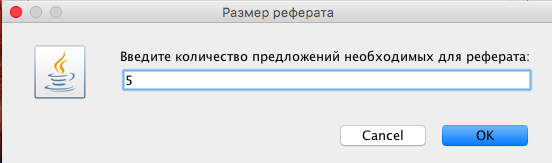 Размер реферата
Введите количество предложений необходимых для реферата:
5
Cancel OK